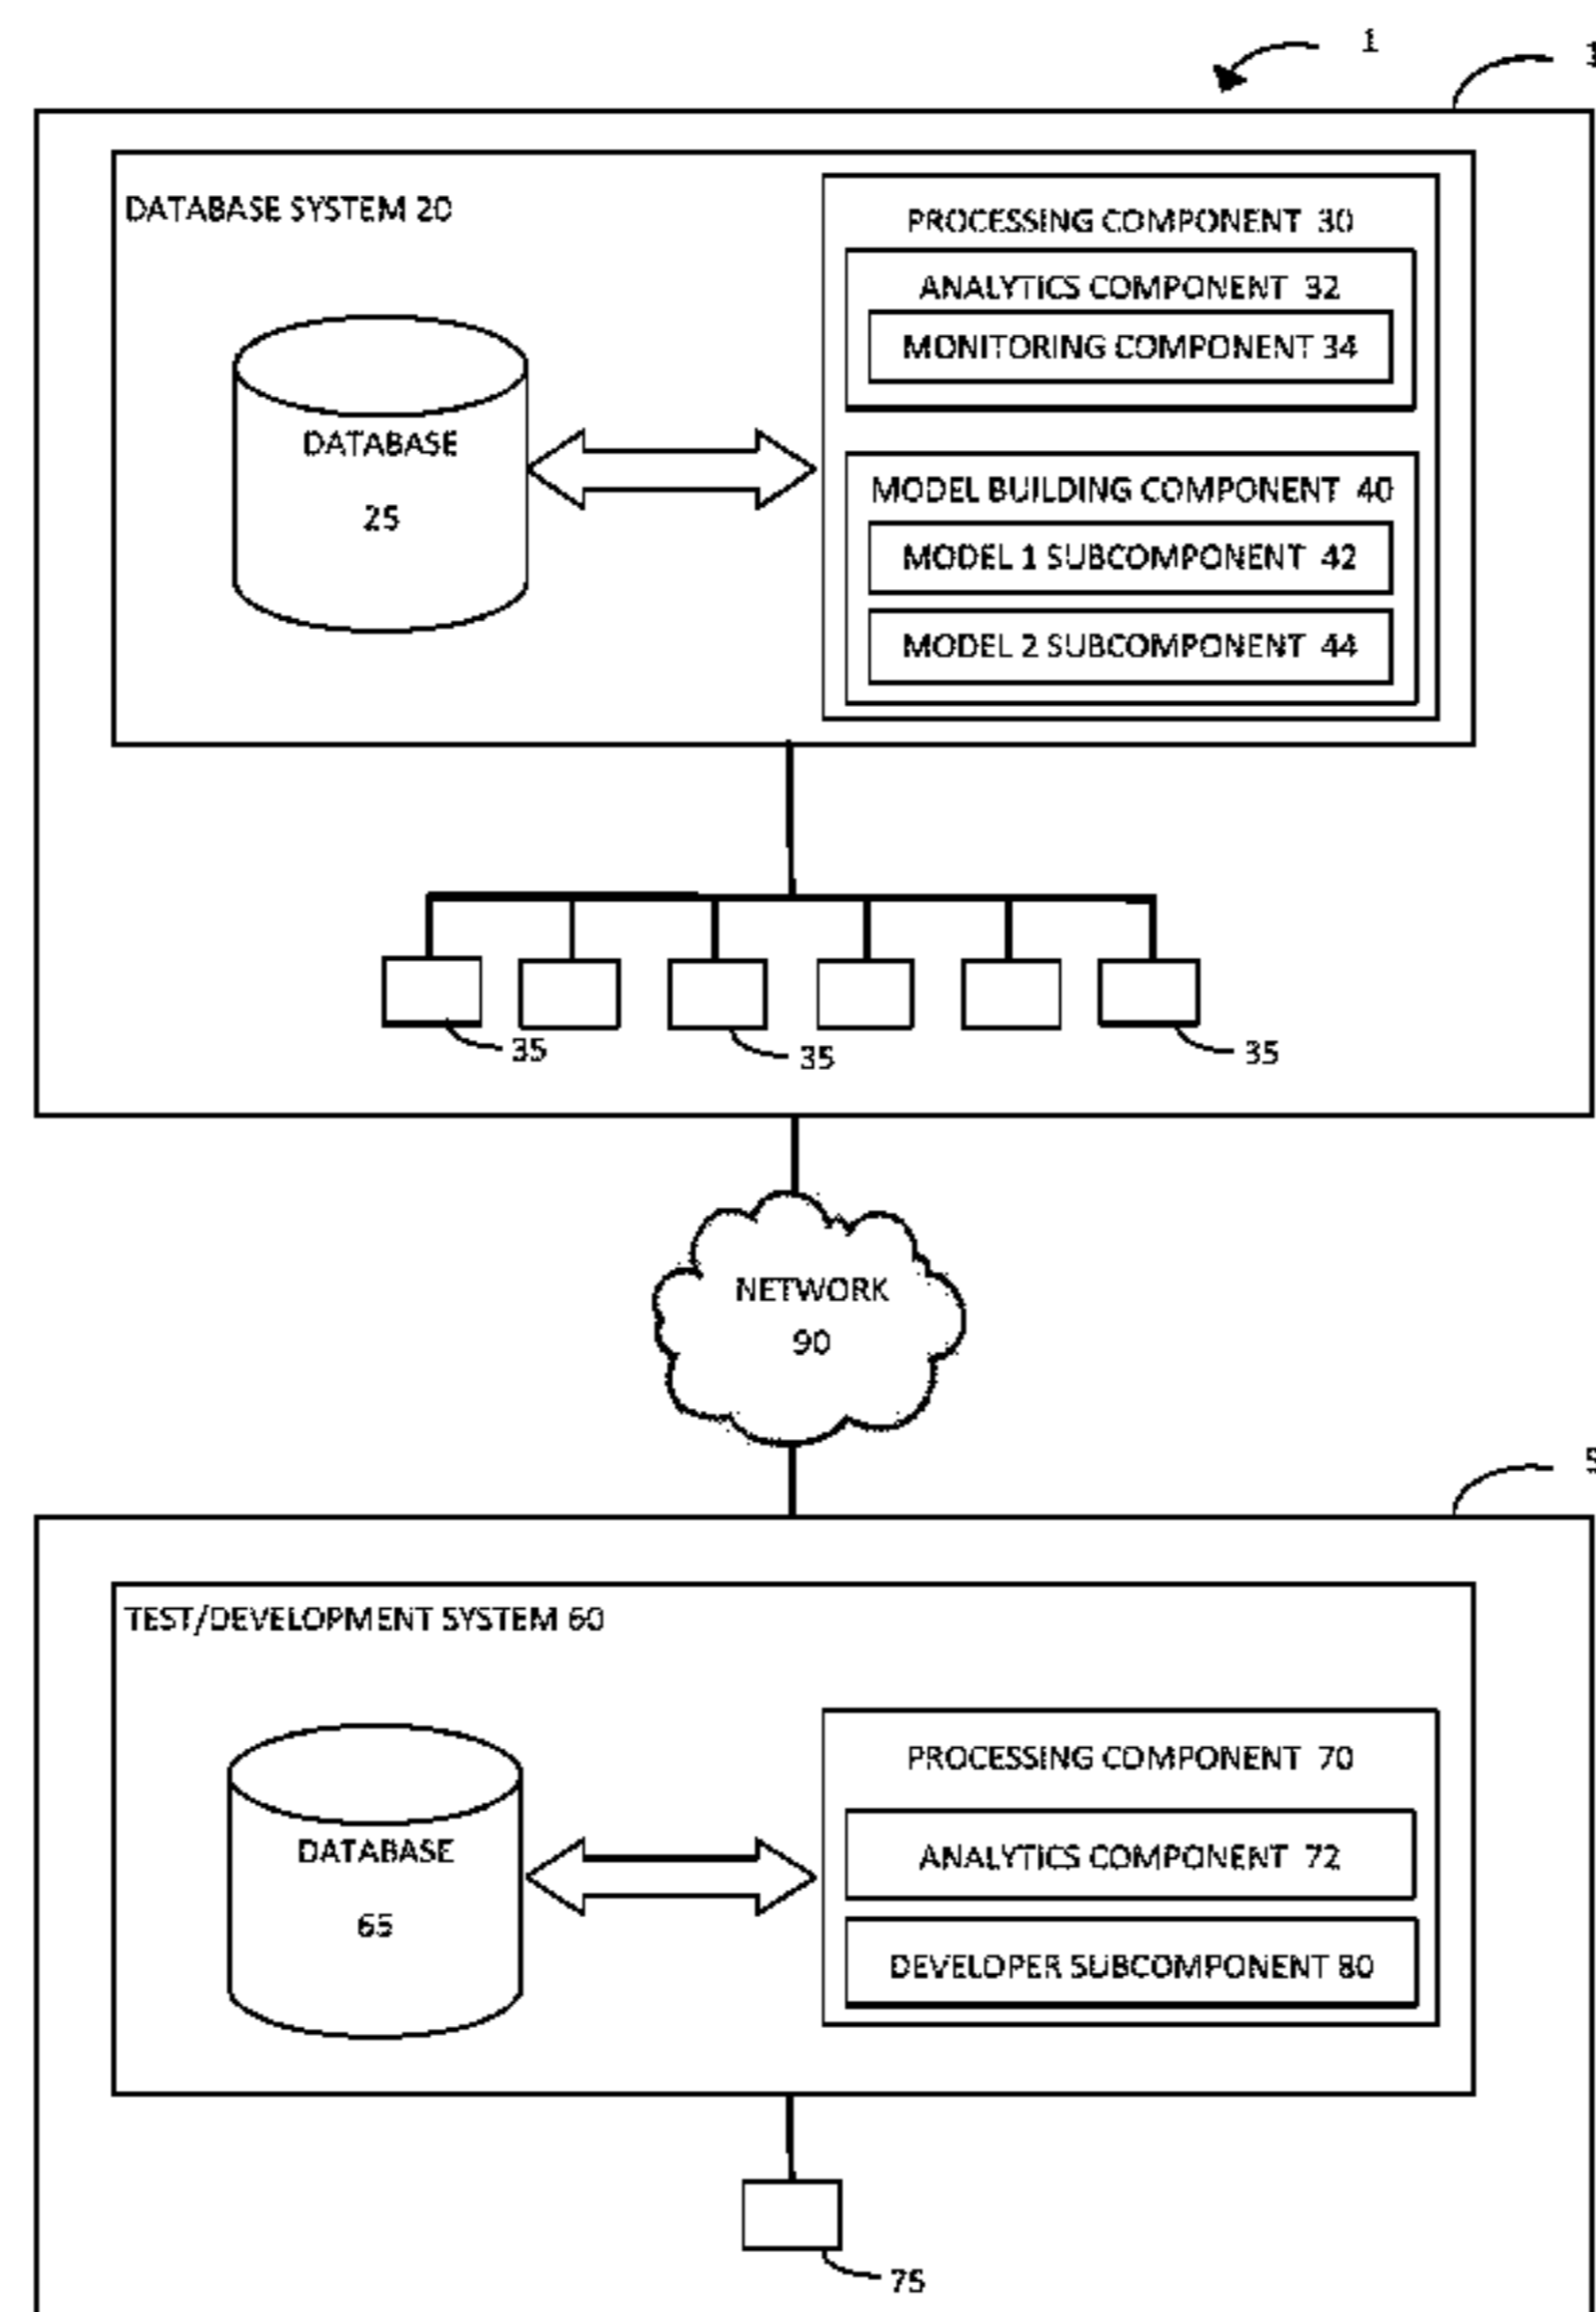 1
DATABASE SYSTEM 20
PROCESSING COMPONENT 30
ANALYTICS COMPONENT 32
MONITORING COMPONENT 34
DATABASE
25
MODEL BUILDING COMPONENT 40
MODEL 1 SUBCOMPONENT 42
MODEL 2 SUBCOMPONENT 44
35
35
35
NETWORK
90
TEST/DEVELOPMENT SYSTEM 60
PROCESSING COMPONENT 70
DATABASE
65
ANALYTICS COMPONENT 72
DEVELOPER SUBCOMPONENT 80
75